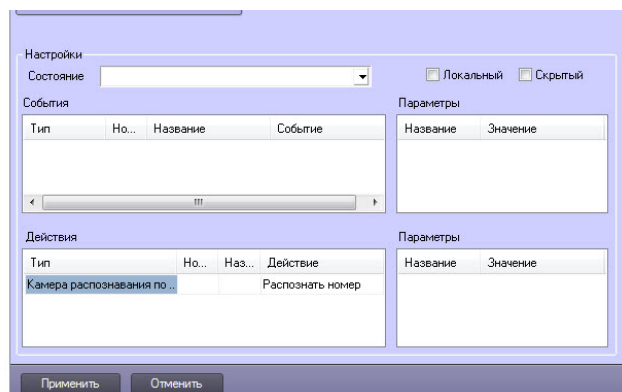 Настройки
Состояние Локальный Скрытый
События Параметры
Тип Но... Название Событие Название Значение
Действия Параметры
Тип Но... Наз... Действие Название Значение
Камера распознавания по .. Распознать номер
Применить Отменить